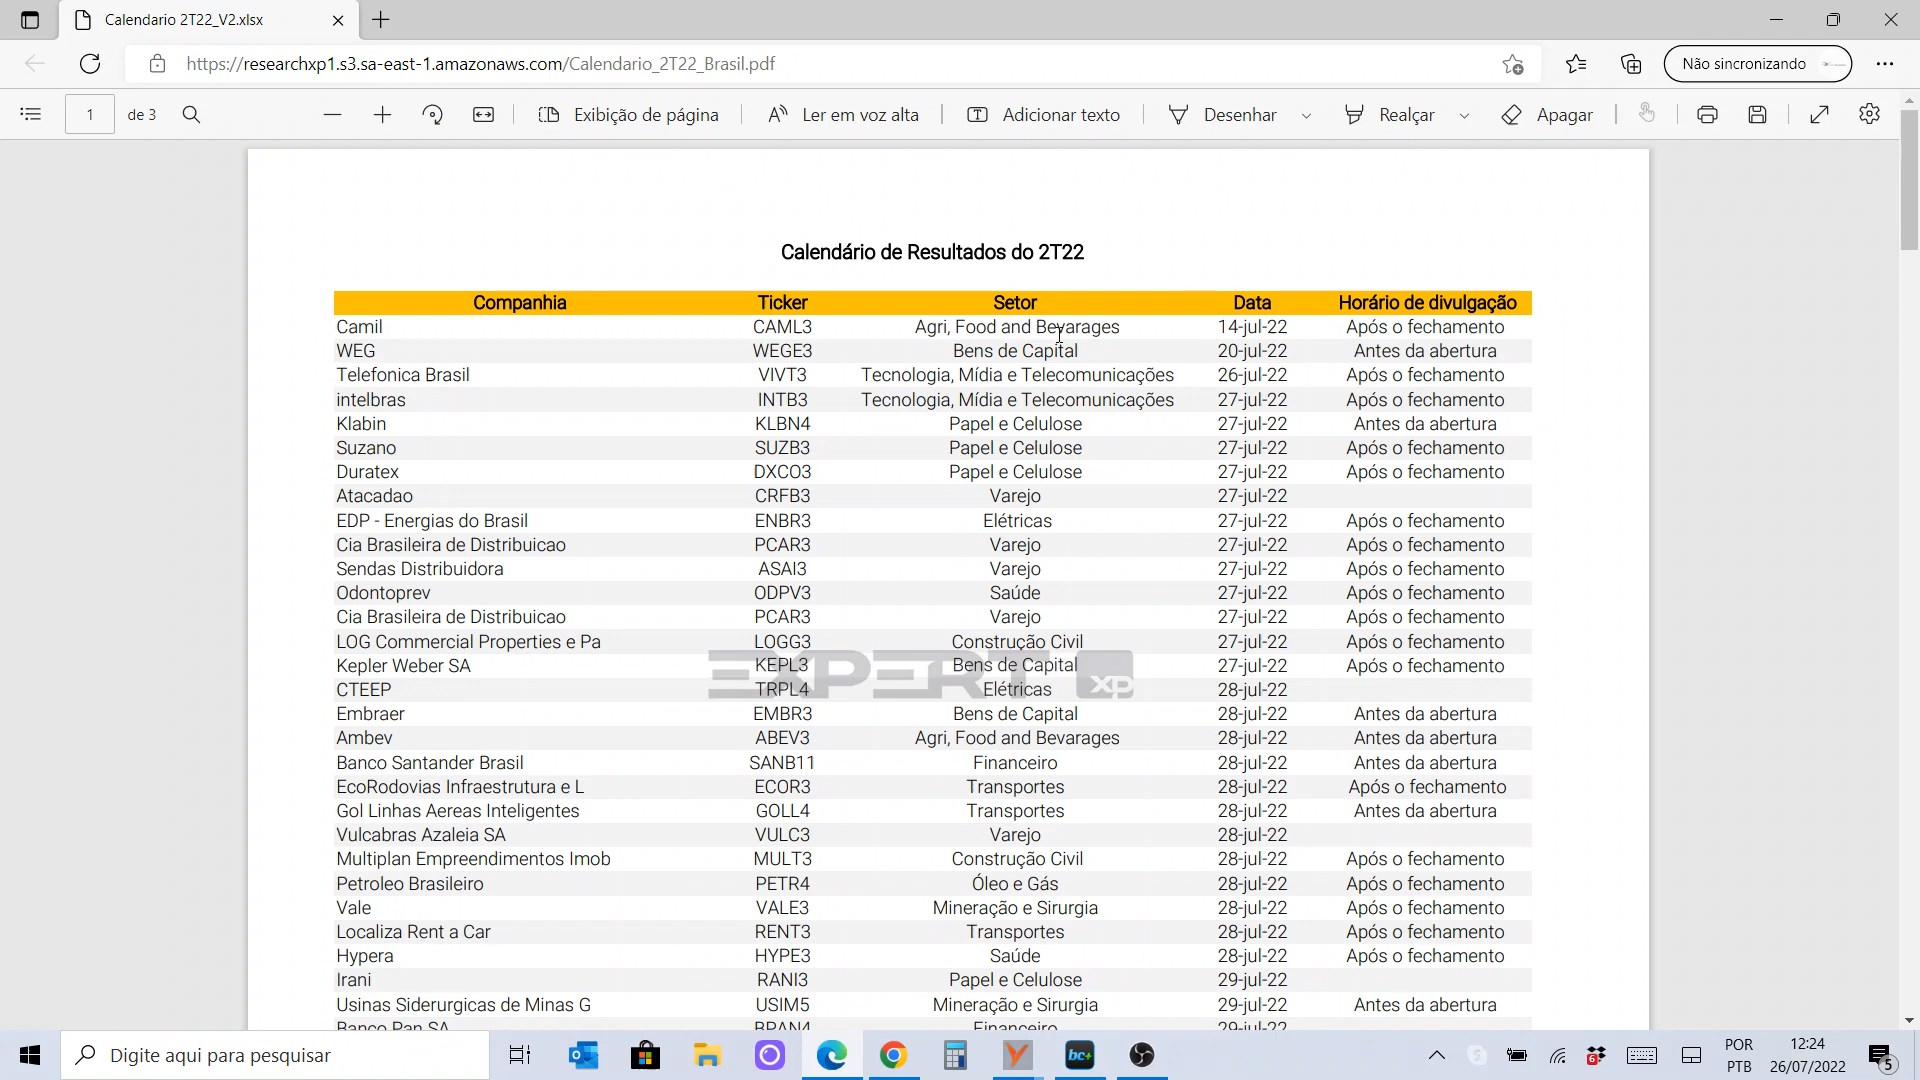 Calendario 2T22_V2.xlsx
https://researchxp1.s3.sa-east-1.amazonaws.com/Calendario_2T22_Brasil.pdf
Não sincronizando
1 de 3 Exibição de página Ler em voz alta Adicionar texto Desenhar Realçar Apagar
Calendário de Resultados do 2T22
Companhia Ticker Setor Data Horário de divulgação
Camil CAML3 Agri, Food and Bevarages 14-jul-22 Após o fechamento
WEG WEGE3 Bens de Capital 20-jul-22 Antes da abertura
Telefonica Brasil VIVT3 Tecnologia, Mídia e Telecomunicações 26-jul-22 Após o fechamento
intelbras INTB3 Tecnologia, Mídia e Telecomunicações 27-jul-22 Após o fechamento
Klabin KLBN4 Papel e Celulose 27-jul-22 Antes da abertura
Suzano SUZB3 Papel e Celulose 27-jul-22 Após o fechamento
Duratex DXCO3 Papel e Celulose 27-jul-22 Após o fechamento
Atacadao CRFB3 Varejo 27-jul-22
EDP - Energias do Brasil ENBR3 Elétricas 27-jul-22 Após o fechamento
Cia Brasileira de Distribuicao PCAR3 Varejo 27-jul-22 Após o fechamento
Sendas Distribuidora ASAI3 Varejo 27-jul-22 Após o fechamento
Odontoprev ODPV3 Saúde 27-jul-22 Após o fechamento
Cia Brasileira de Distribuicao PCAR3 Varejo 27-jul-22 Após o fechamento
LOG Commercial Properties e Pa LOGG3 Construção Civil 27-jul-22 Após o fechamento
Kepler Weber SA KEPL3 Bens de Capital 27-jul-22 Após o fechamento
EXPERT XP
CTEEP TRPL4 Elétricas 28-jul-22
Embraer EMBR3 Bens de Capital 28-jul-22 Antes da abertura
Ambev ABEV3 Agri, Food and Bevarages 28-jul-22 Antes da abertura
Banco Santander Brasil SANB11 Financeiro 28-jul-22 Antes da abertura
EcoRodovias Infraestrutura e L ECOR3 Transportes 28-jul-22 Após o fechamento
Gol Linhas Aereas Inteligentes GOLL4 Transportes 28-jul-22 Antes da abertura
Vulcabras Azaleia SA VULC3 Varejo 28-jul-22
Multiplan Empreendimentos Imob MULT3 Construção Civil 28-jul-22 Após o fechamento
Petroleo Brasileiro PETR4 Óleo e Gás 28-jul-22 Após o fechamento
Vale VALE3 Mineração e Sirurgia 28-jul-22 Após o fechamento
Localiza Rent a Car RENT3 Transportes 28-jul-22 Após o fechamento
Hypera HYPE3 Saúde 28-jul-22 Após o fechamento
Irani RANI3 Papel e Celulose 29-jul-22
Usinas Siderurgicas de Minas G USIM5 Mineração e Sirurgia 29-jul-22 Antes da abertura
Banco Pan SA BPAN4 Financeiro 29-jul-22
Digite aqui para pesquisar
bc+
6
POR
PTB
12:24
26/07/2022
5